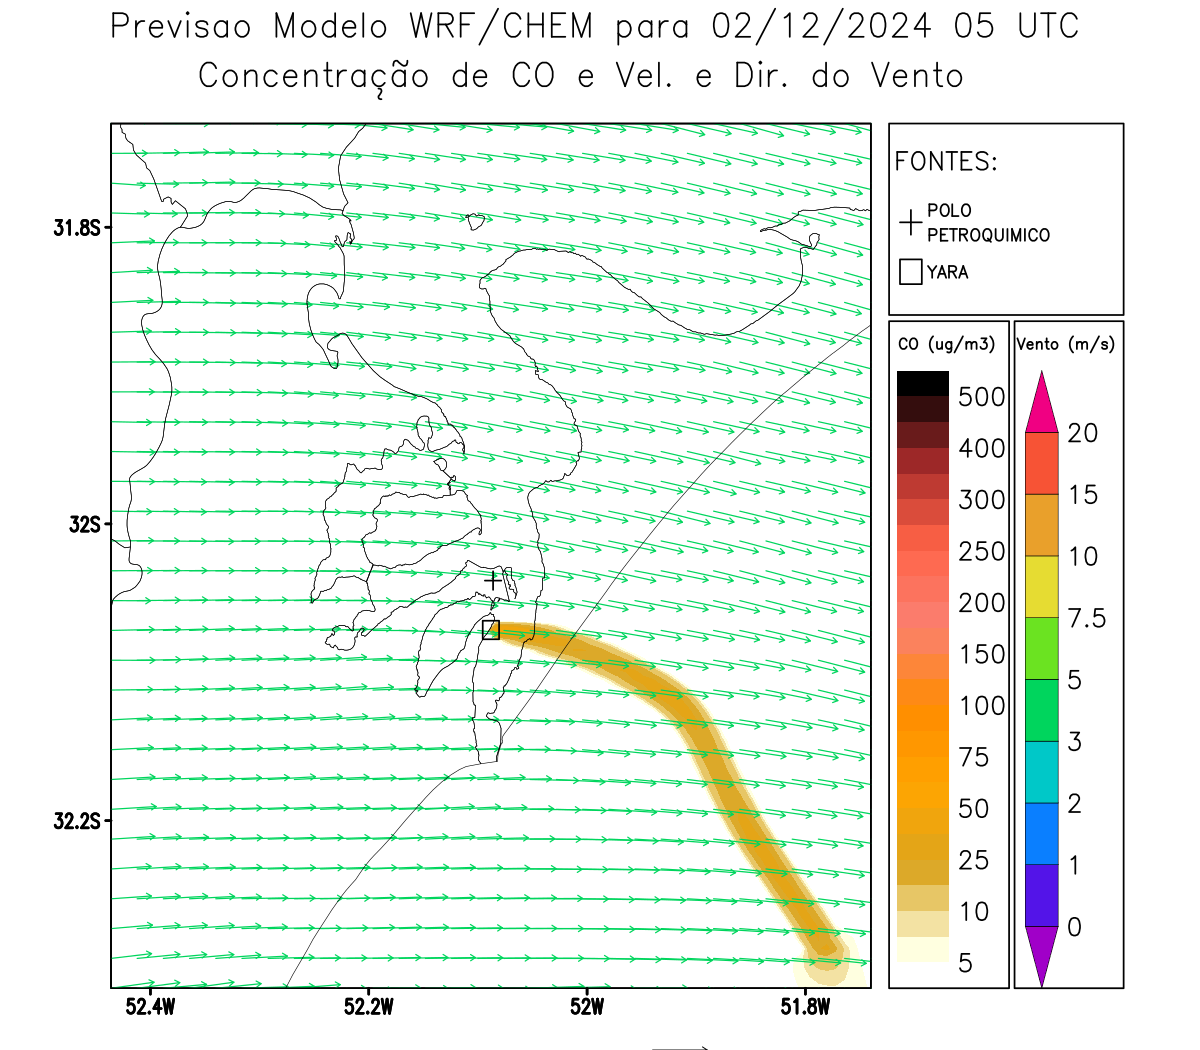 Previsao Modelo WRF/CHEM para 02/12/2024 05 UTC
Concentração de CO e Vel. e Dir. do Vento
FONTES:
POLO
PETROQUIMICO
YARA
CO (ug/m3)
500
400
300
250
200
150
100
75
50
25
10
5
Vento (m/s)
20
15
10
7.5
5
3
2
1
0
31.8S
32S
32.2S
52.4W
52.2W
52W
51.8W